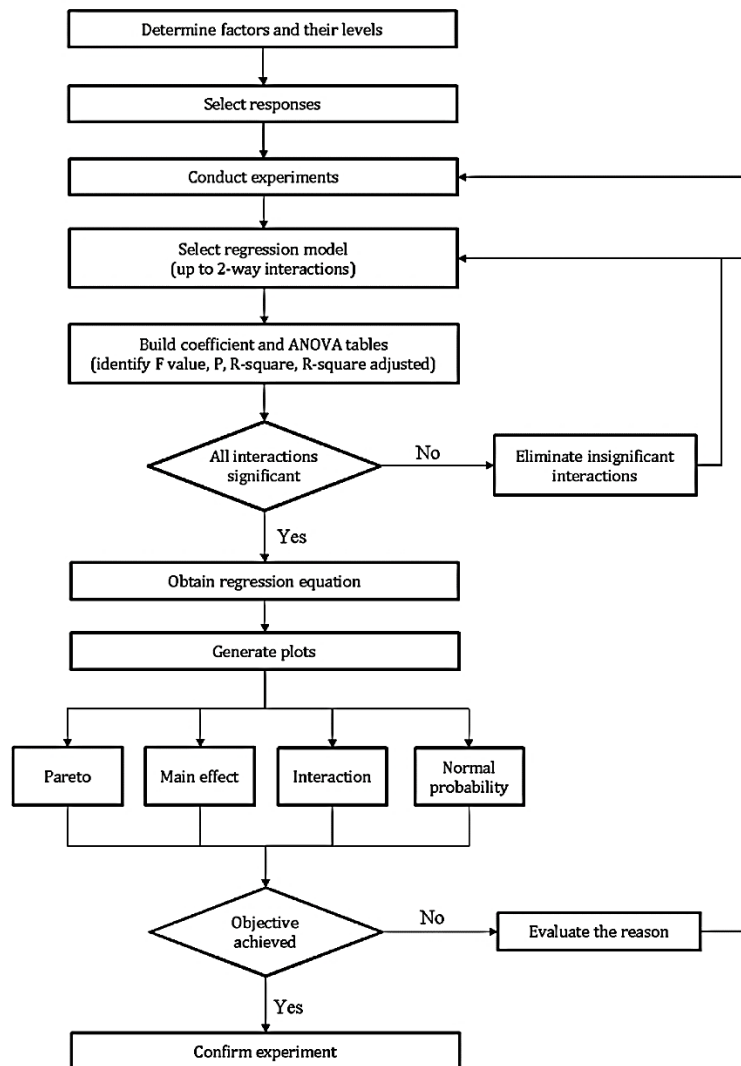 Determine factors and their levels
Select responses
Conduct experiments
Select regression model
(up to 2-way interactions)
Build coefficient and ANOVA tables
(identify F value, P, R-square, R-square adjusted)
All interactions
significant
No
Eliminate insignificant
interactions
Yes
Obtain regression equation
Generate plots
Pareto
Main effect
Interaction
Normal
probability
Objective
achieved
No
Evaluate the reason
Yes
Confirm experiment